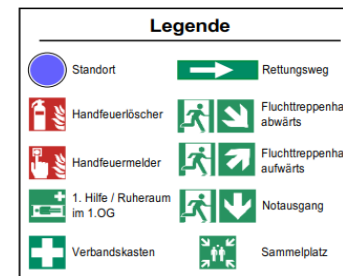 Legende
Standort
Rettungsweg
Handfeuerlöscher
Fluchttreppenha
abwärts
Handfeuermelder
Fluchttreppenha
aufwärts
1. Hilfe / Ruheraum
im 1.OG
Notausgang
Verbandskasten
Sammelplatz